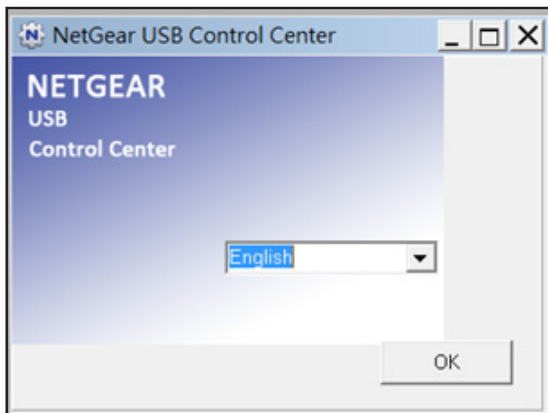 NetGear USB Control Center
NETGEAR
USB
Control Center
English
OK